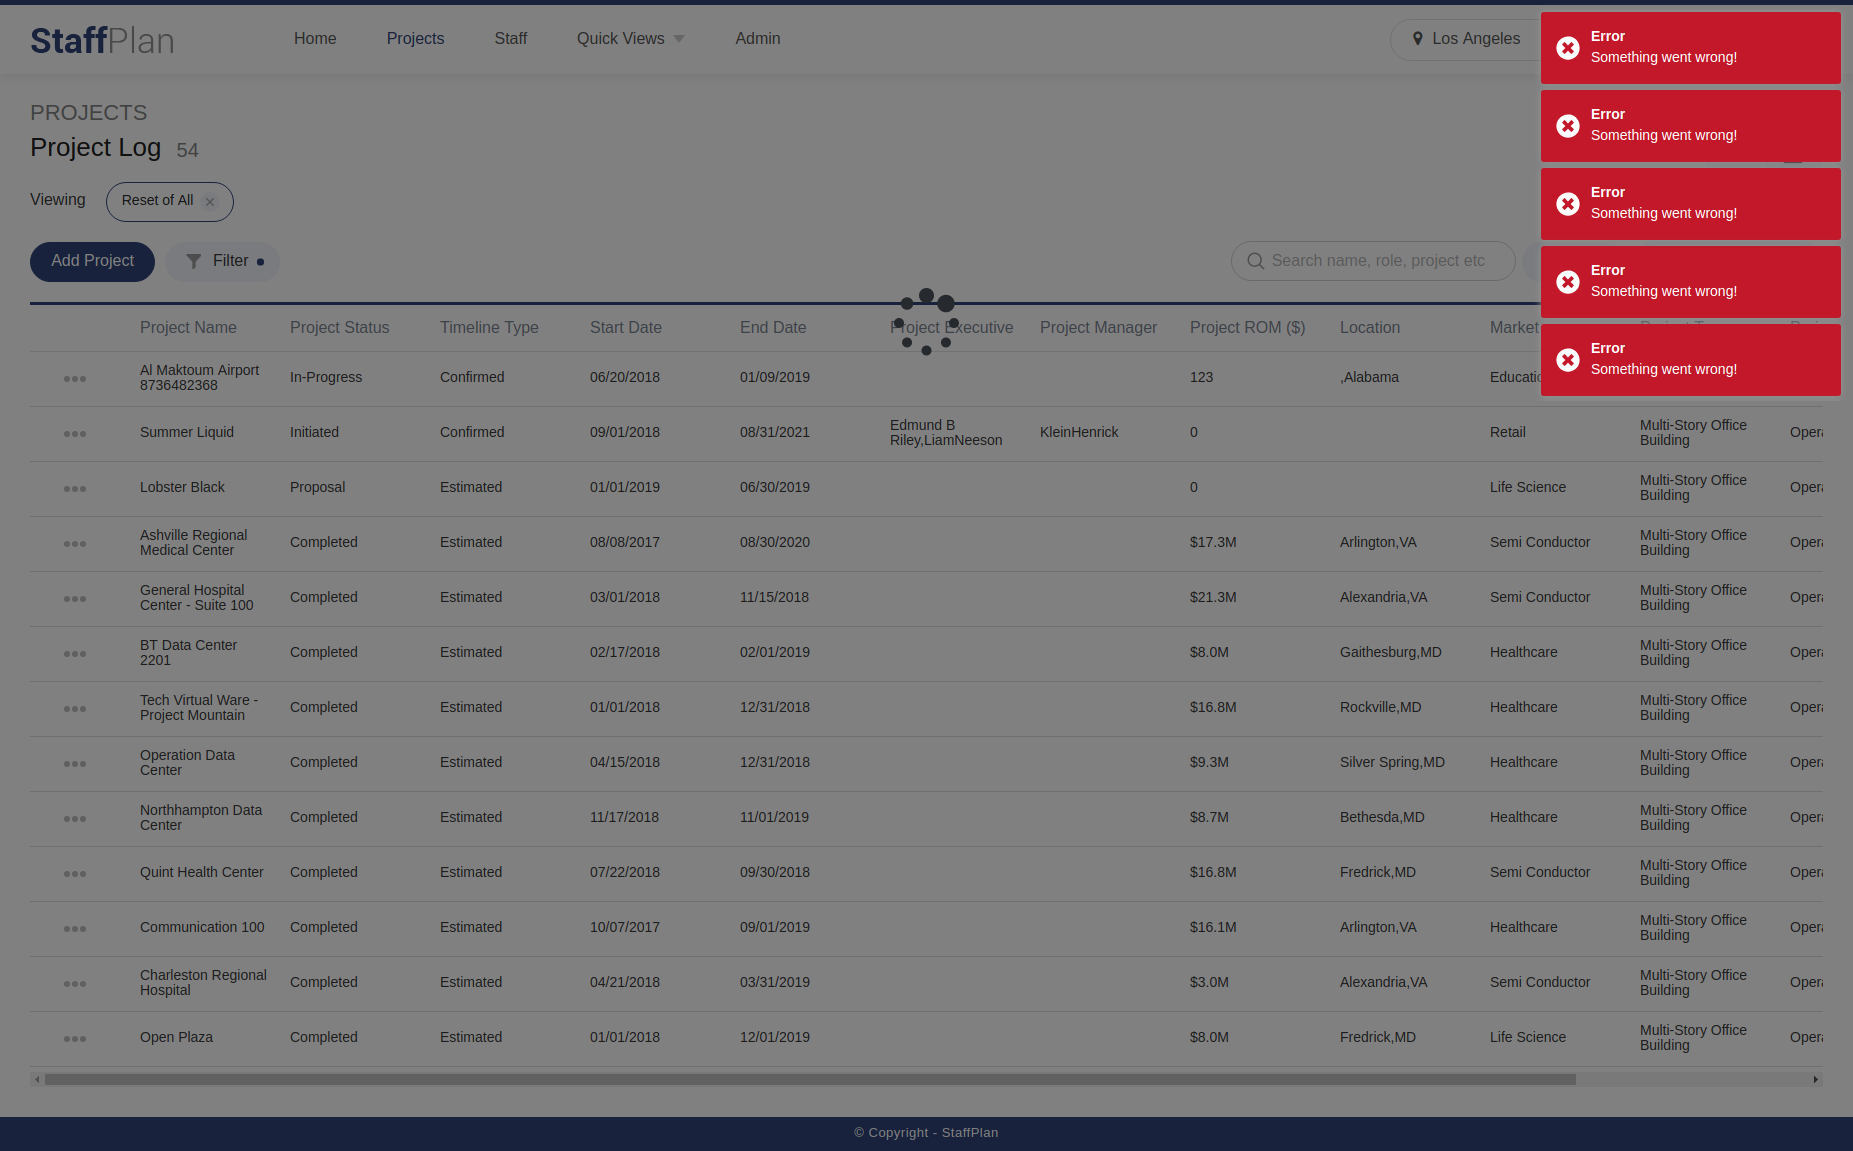 StaffPlan
Home
Projects
Staff
Quick Views
Admin
Los Angeles
Error
Something went wrong!
Error
Something went wrong!
Error
Something went wrong!
Error
Something went wrong!
Error
Something went wrong!
PROJECTS
Project Log 54
Viewing
Reset of All
Add Project
Filter
Search name, role, project etc
Project Name Project Status Timeline Type Start Date End Date Project Executive Project Manager Project ROM ($) Location Market
Al Maktoum Airport
8736482368
In-Progress Confirmed 06/20/2018 01/09/2019 123 ,Alabama
Summer Liquid Initiated Confirmed 09/01/2018 08/31/2021
Edmund B
Riley,LiamNeeson
KleinHenrick 0 Retail
Multi-Story Office
Building
Lobster Black Proposal Estimated 01/01/2019 06/30/2019 0 Life Science
Multi-Story Office
Building
Ashville Regional
Medical Center
Completed Estimated 08/08/2017 08/30/2020 $17.3M Arlington,VA Semi Conductor
Multi-Story Office
Building
General Hospital
Center - Suite 100
Completed Estimated 03/01/2018 11/15/2018 $21.3M Alexandria,VA Semi Conductor
Multi-Story Office
Building
BT Data Center
2201
Completed Estimated 02/17/2018 02/01/2019 $8.0M Gaithesburg,MD Healthcare
Multi-Story Office
Building
Tech Virtual Ware -
Project Mountain
Completed Estimated 01/01/2018 12/31/2018 $16.8M Rockville,MD Healthcare
Multi-Story Office
Building
Operation Data
Center
Completed Estimated 04/15/2018 12/31/2018 $9.3M Silver Spring,MD Healthcare
Multi-Story Office
Building
Northhampton Data
Center
Completed Estimated 11/17/2018 11/01/2019 $8.7M Bethesda,MD Healthcare
Multi-Story Office
Building
Quint Health Center Completed Estimated 07/22/2018 09/30/2018 $16.8M Fredrick,MD Semi Conductor
Multi-Story Office
Building
Communication 100 Completed Estimated 10/07/2017 09/01/2019 $16.1M Arlington,VA Healthcare
Multi-Story Office
Building
Charleston Regional
Hospital
Completed Estimated 04/21/2018 03/31/2019 $3.0M Alexandria,VA Semi Conductor
Multi-Story Office
Building
Open Plaza Completed Estimated 01/01/2018 12/01/2019 $8.0M Fredrick,MD Life Science
Multi-Story Office
Building
© Copyright - StaffPlan